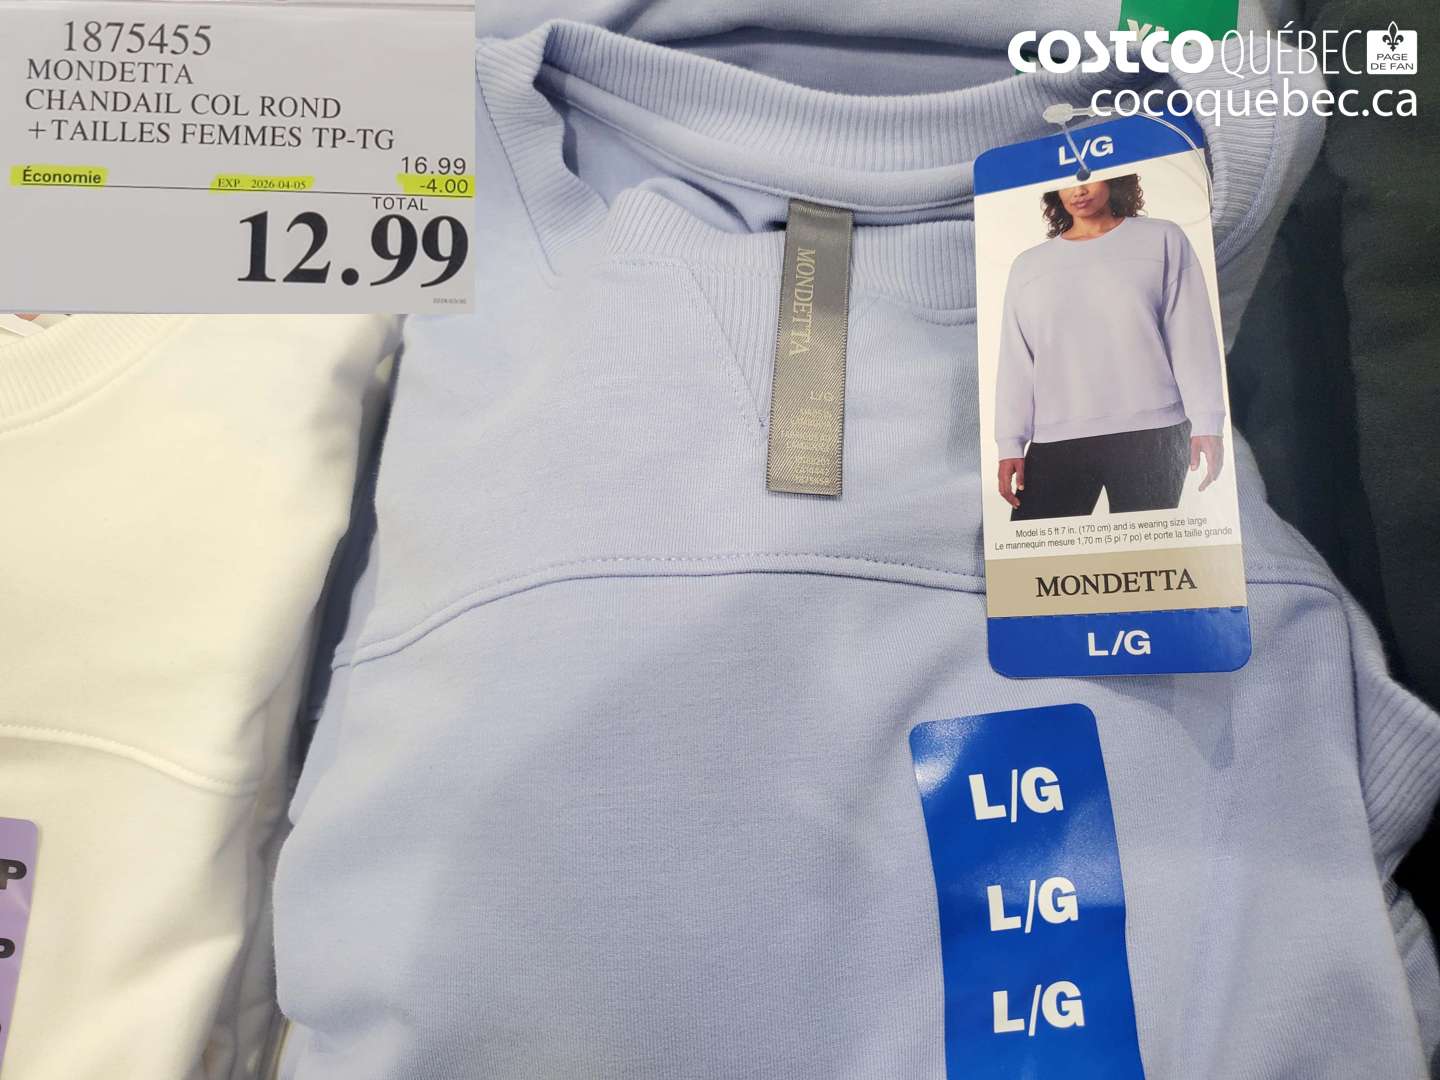 1875455
MONDETTA
CHANDAIL COL ROND
+TAILLES FEMMES TP-TG
16.99
Économie
EXP 2026-04-05
-4.00
TOTAL
12.99
COSTCO QUÉBEC
PAGE
DE FAN
cocoquebec.ca
L/G
MONDETTA
L/G
Model is 5 ft 7 in. (170 cm) and is wearing size large
Le mannequin mesure 1,70 m (5 pi 7 po) et porte la taille grande
MONDETTA
L/G
L/G
L/G
L/G
P
P